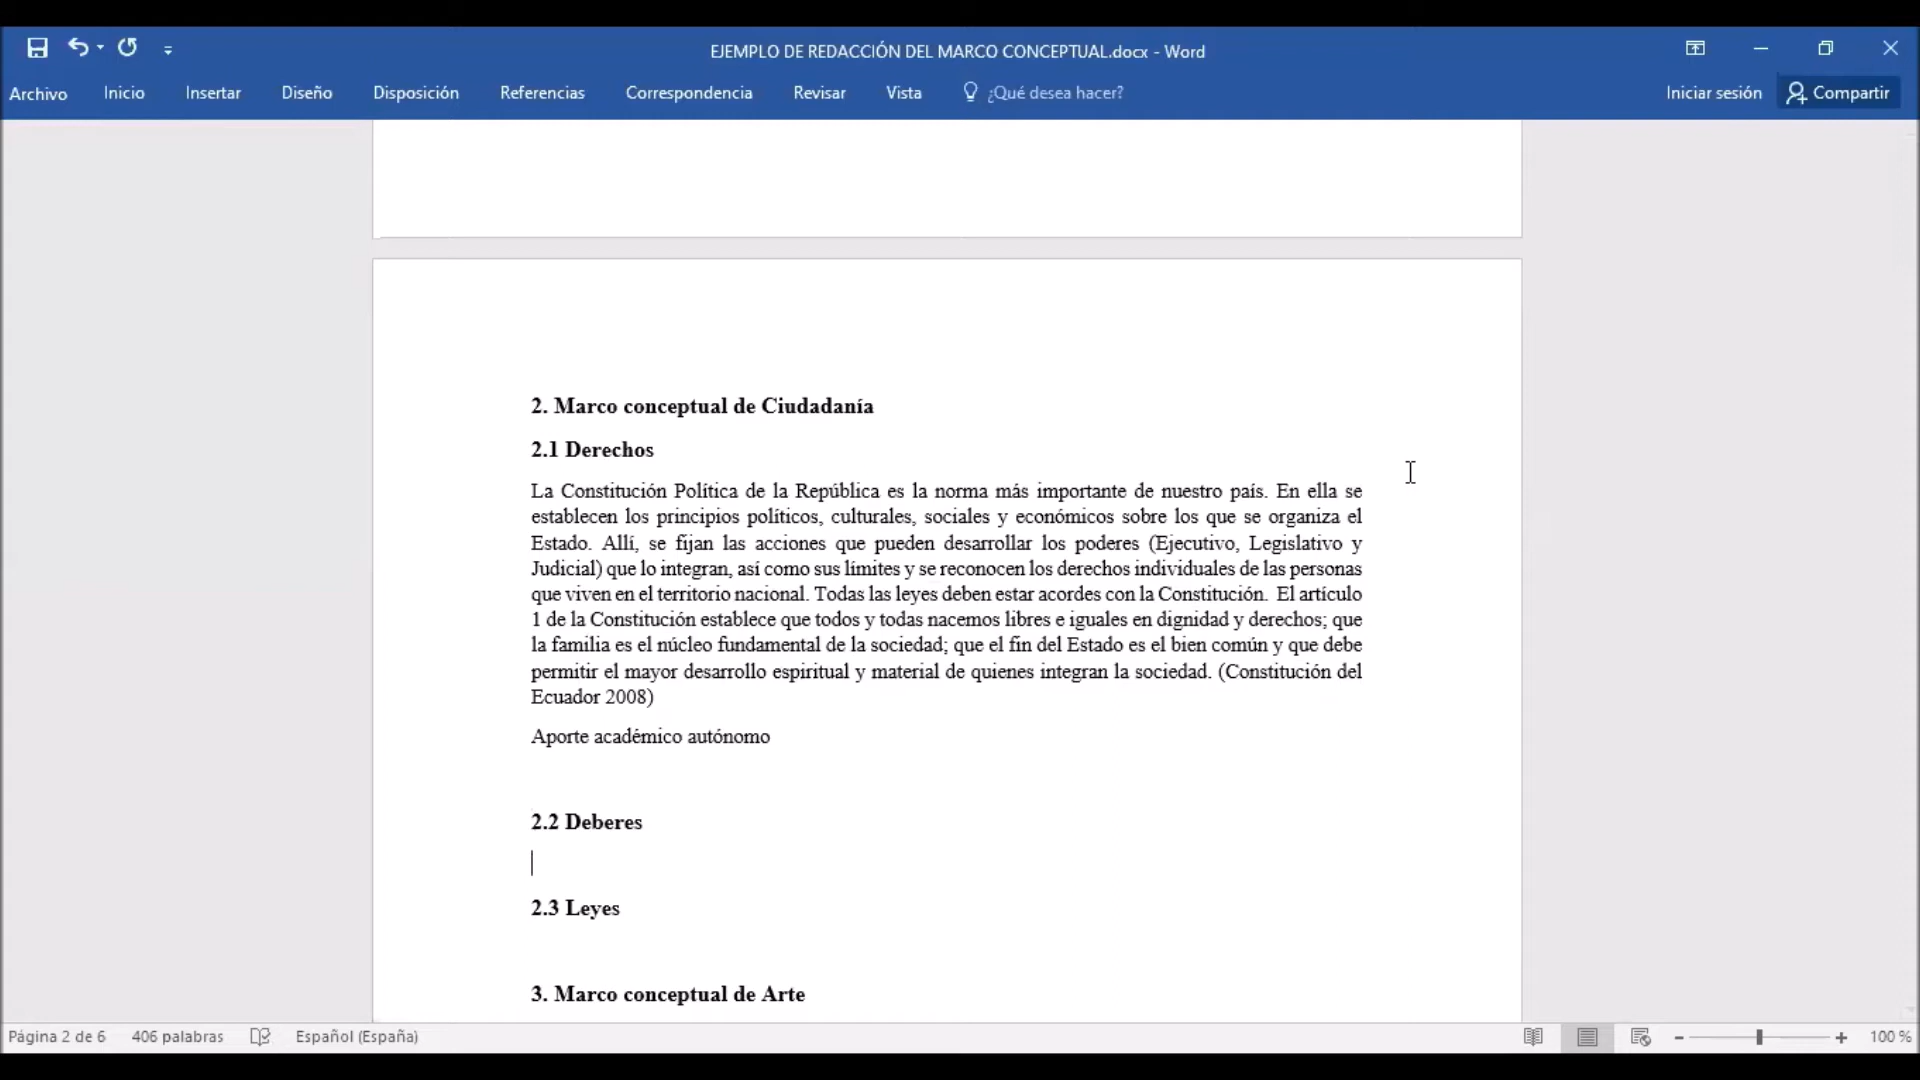 EJEMPLO DE REDACCIÓN DEL MARCO CONCEPTUAL.docx - Word
Archivo Inicio Insertar Diseño Disposición Referencias Correspondencia Revisar Vista ¿Qué desea hacer? Iniciar sesión Compartir
2. Marco conceptual de Ciudadanía
2.1 Derechos
La Constitución Política de la República es la norma más importante de nuestro país. En ella se
establecen los principios políticos, culturales, sociales y económicos sobre los que se organiza el
Estado. Allí, se fijan las acciones que pueden desarrollar los poderes (Ejecutivo, Legislativo y
Judicial) que lo integran, así como sus límites y se reconocen los derechos individuales de las personas
que viven en el territorio nacional. Todas las leyes deben estar acordes con la Constitución. El artículo
1 de la Constitución establece que todos y todas nacemos libres e iguales en dignidad y derechos; que
la familia es el núcleo fundamental de la sociedad; que el fin del Estado es el bien común y que debe
permitir el mayor desarrollo espiritual y material de quienes integran la sociedad. (Constitución del
Ecuador 2008)
Aporte académico autónomo
2.2 Deberes
2.3 Leyes
3. Marco conceptual de Arte
Página 2 de 6 406 palabras Español (España) 100 %